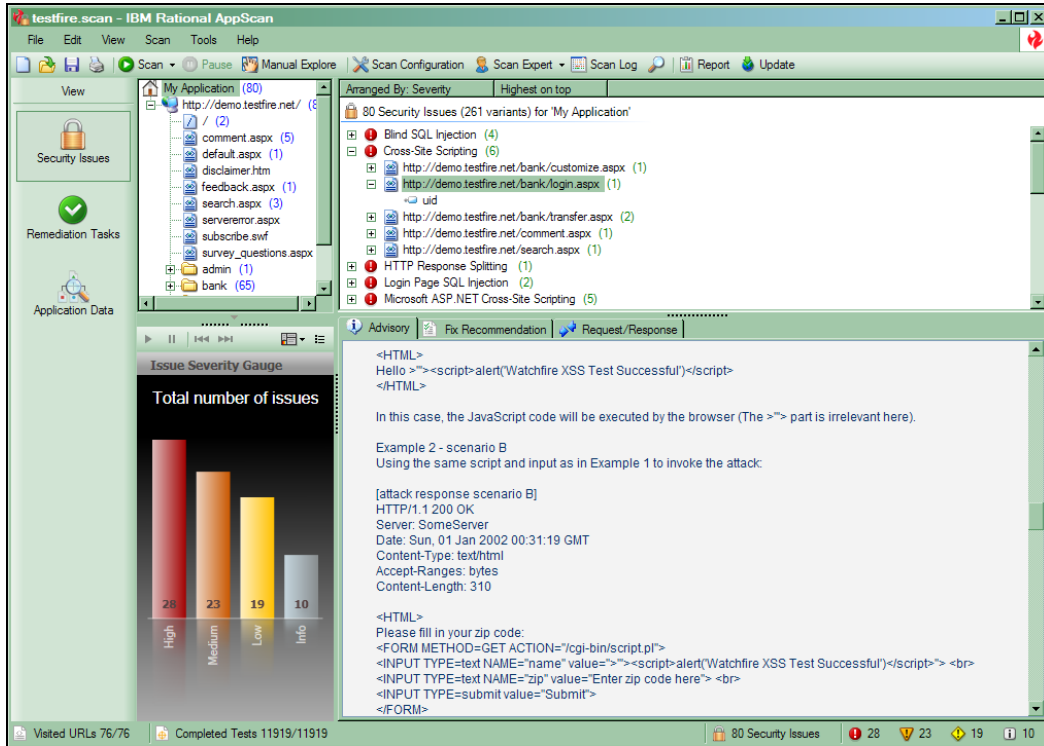 testfire.scan - IBM Rational AppScan
File Edit View Scan Tools Help
Scan Pause Manual Explore Scan Configuration Scan Expert Scan Log Report Update
View
Security Issues
Remediation Tasks
Application Data
My Application (80)
http://demo.testfire.net/ (8
/ (2)
comment.aspx (5)
default.aspx (1)
disclaimer.htm
feedback.aspx (1)
search.aspx (3)
servererror.aspx
subscribe.swf
survey_questions.aspx
admin (1)
bank (65)
Arranged By: Severity Highest on top
80 Security Issues (261 variants) for 'My Application'
Blind SQL Injection (4)
Cross-Site Scripting (6)
http://demo.testfire.net/bank/customize.aspx (1)
http://demo.testfire.net/bank/login.aspx (1)
uid
http://demo.testfire.net/bank/transfer.aspx (2)
http://demo.testfire.net/comment.aspx (1)
http://demo.testfire.net/search.aspx (1)
HTTP Response Splitting (1)
Login Page SQL Injection (2)
Microsoft ASP.NET Cross-Site Scripting (5)
Issue Severity Gauge
Total number of issues
28 23 19 10
High Medium Low Info
Advisory Fix Recommendation Request/Response
<HTML>
Hello >'"><script>alert('Watchfire XSS Test Successful')</script>
</HTML>
In this case, the JavaScript code will be executed by the browser (The >'"> part is irrelevant here).
Example 2 - scenario B
Using the same script and input as in Example 1 to invoke the attack:
[attack response scenario B]
HTTP/1.1 200 OK
Server: SomeServer
Date: Sun, 01 Jan 2002 00:31:19 GMT
Content-Type: text/html
Accept-Ranges: bytes
Content-Length: 310
<HTML>
Please fill in your zip code:
<FORM METHOD=GET ACTION="/cgi-bin/script.pl">
<INPUT TYPE=text NAME="name" value=">'"><script>alert('Watchfire XSS Test Successful')</script>"> <br>
<INPUT TYPE=text NAME="zip" value="Enter zip code here"> <br>
<INPUT TYPE=submit value="Submit">
</FORM>
Visited URLs 76/76 Completed Tests 11919/11919 80 Security Issues 28 23 19 10